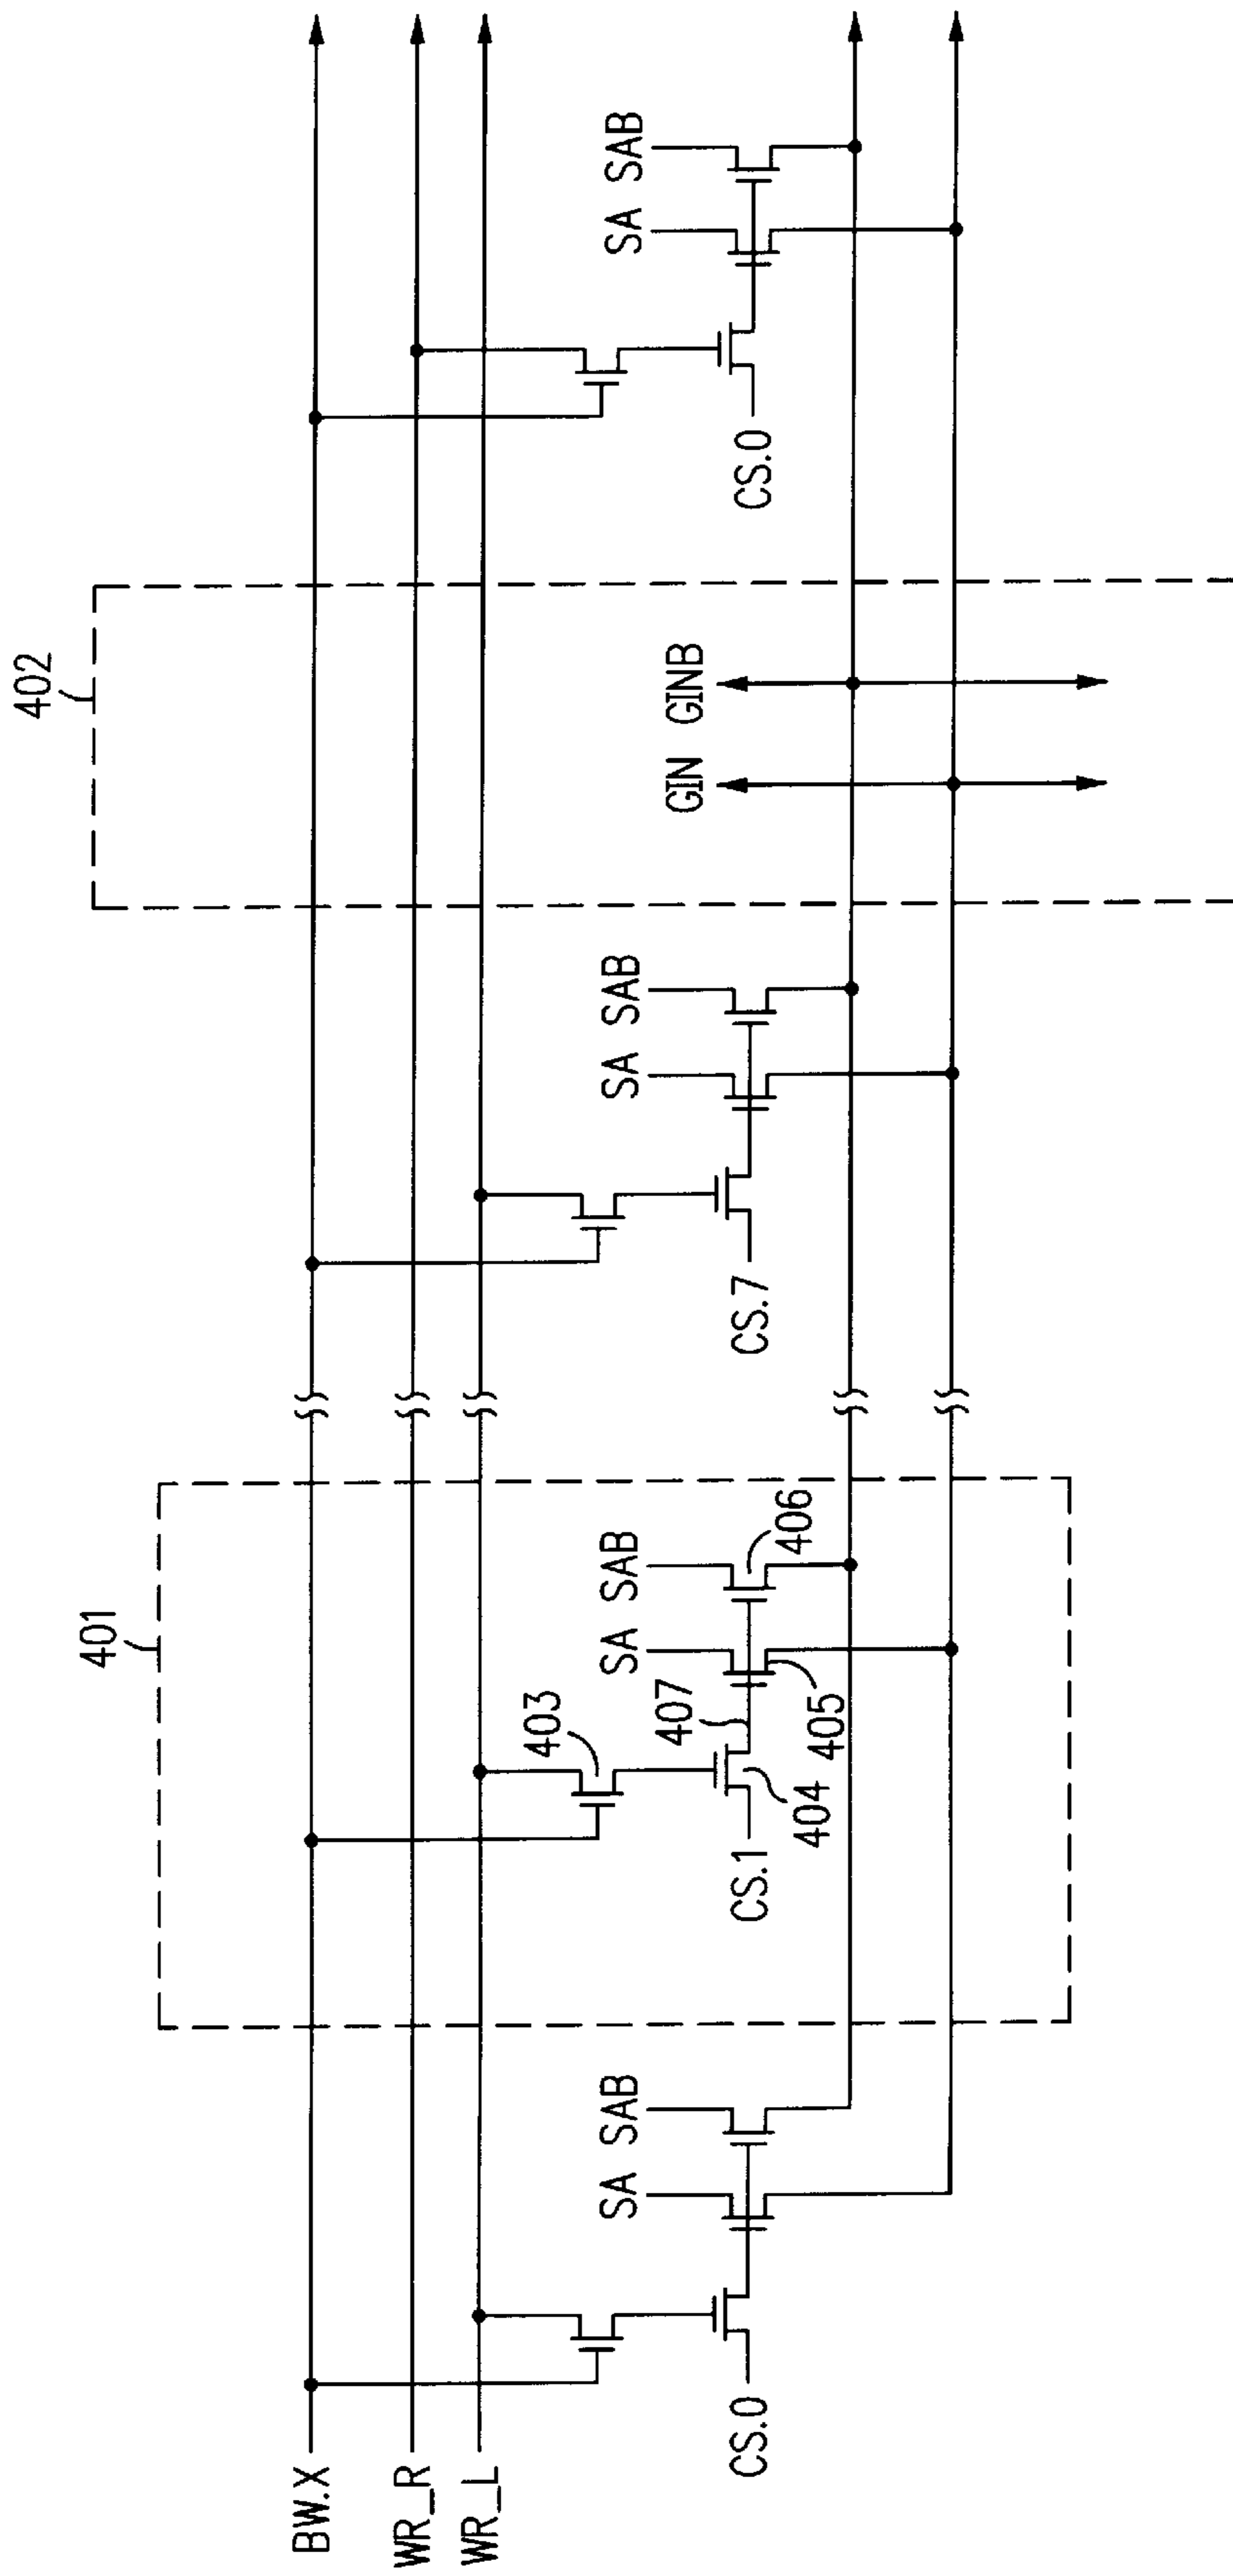 402
401
BW.X
WR_R
WR_L
CS.0
SA SAB
CS.1
403
404
407
405
406
SA SAB
CS.7
SA SAB
GIN GINB
CS.0
SA SAB